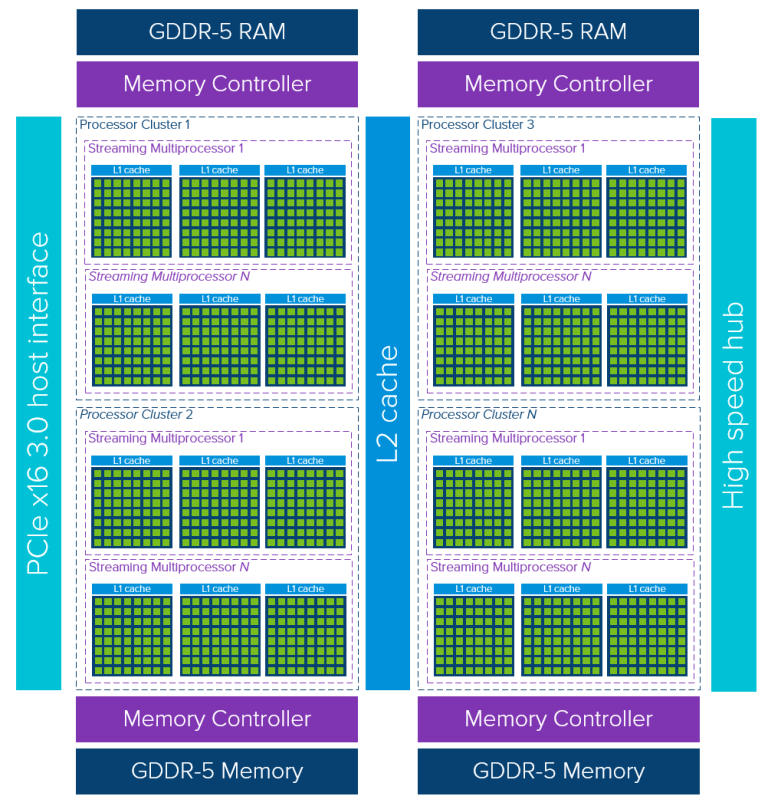 GDDR-5 RAM
GDDR-5 RAM
Memory Controller
Memory Controller
PCIe x16 3.0 host interface
Processor Cluster 1
Streaming Multiprocessor 1
L1 cache L1 cache L1 cache
Streaming Multiprocessor N
L1 cache L1 cache L1 cache
Processor Cluster 2
Streaming Multiprocessor 1
L1 cache L1 cache L1 cache
Streaming Multiprocessor N
L1 cache L1 cache L1 cache
L2 cache
Processor Cluster 3
Streaming Multiprocessor 1
L1 cache L1 cache L1 cache
Streaming Multiprocessor N
L1 cache L1 cache L1 cache
Processor Cluster N
Streaming Multiprocessor 1
L1 cache L1 cache L1 cache
Streaming Multiprocessor N
L1 cache L1 cache L1 cache
High speed hub
Memory Controller
Memory Controller
GDDR-5 Memory
GDDR-5 Memory